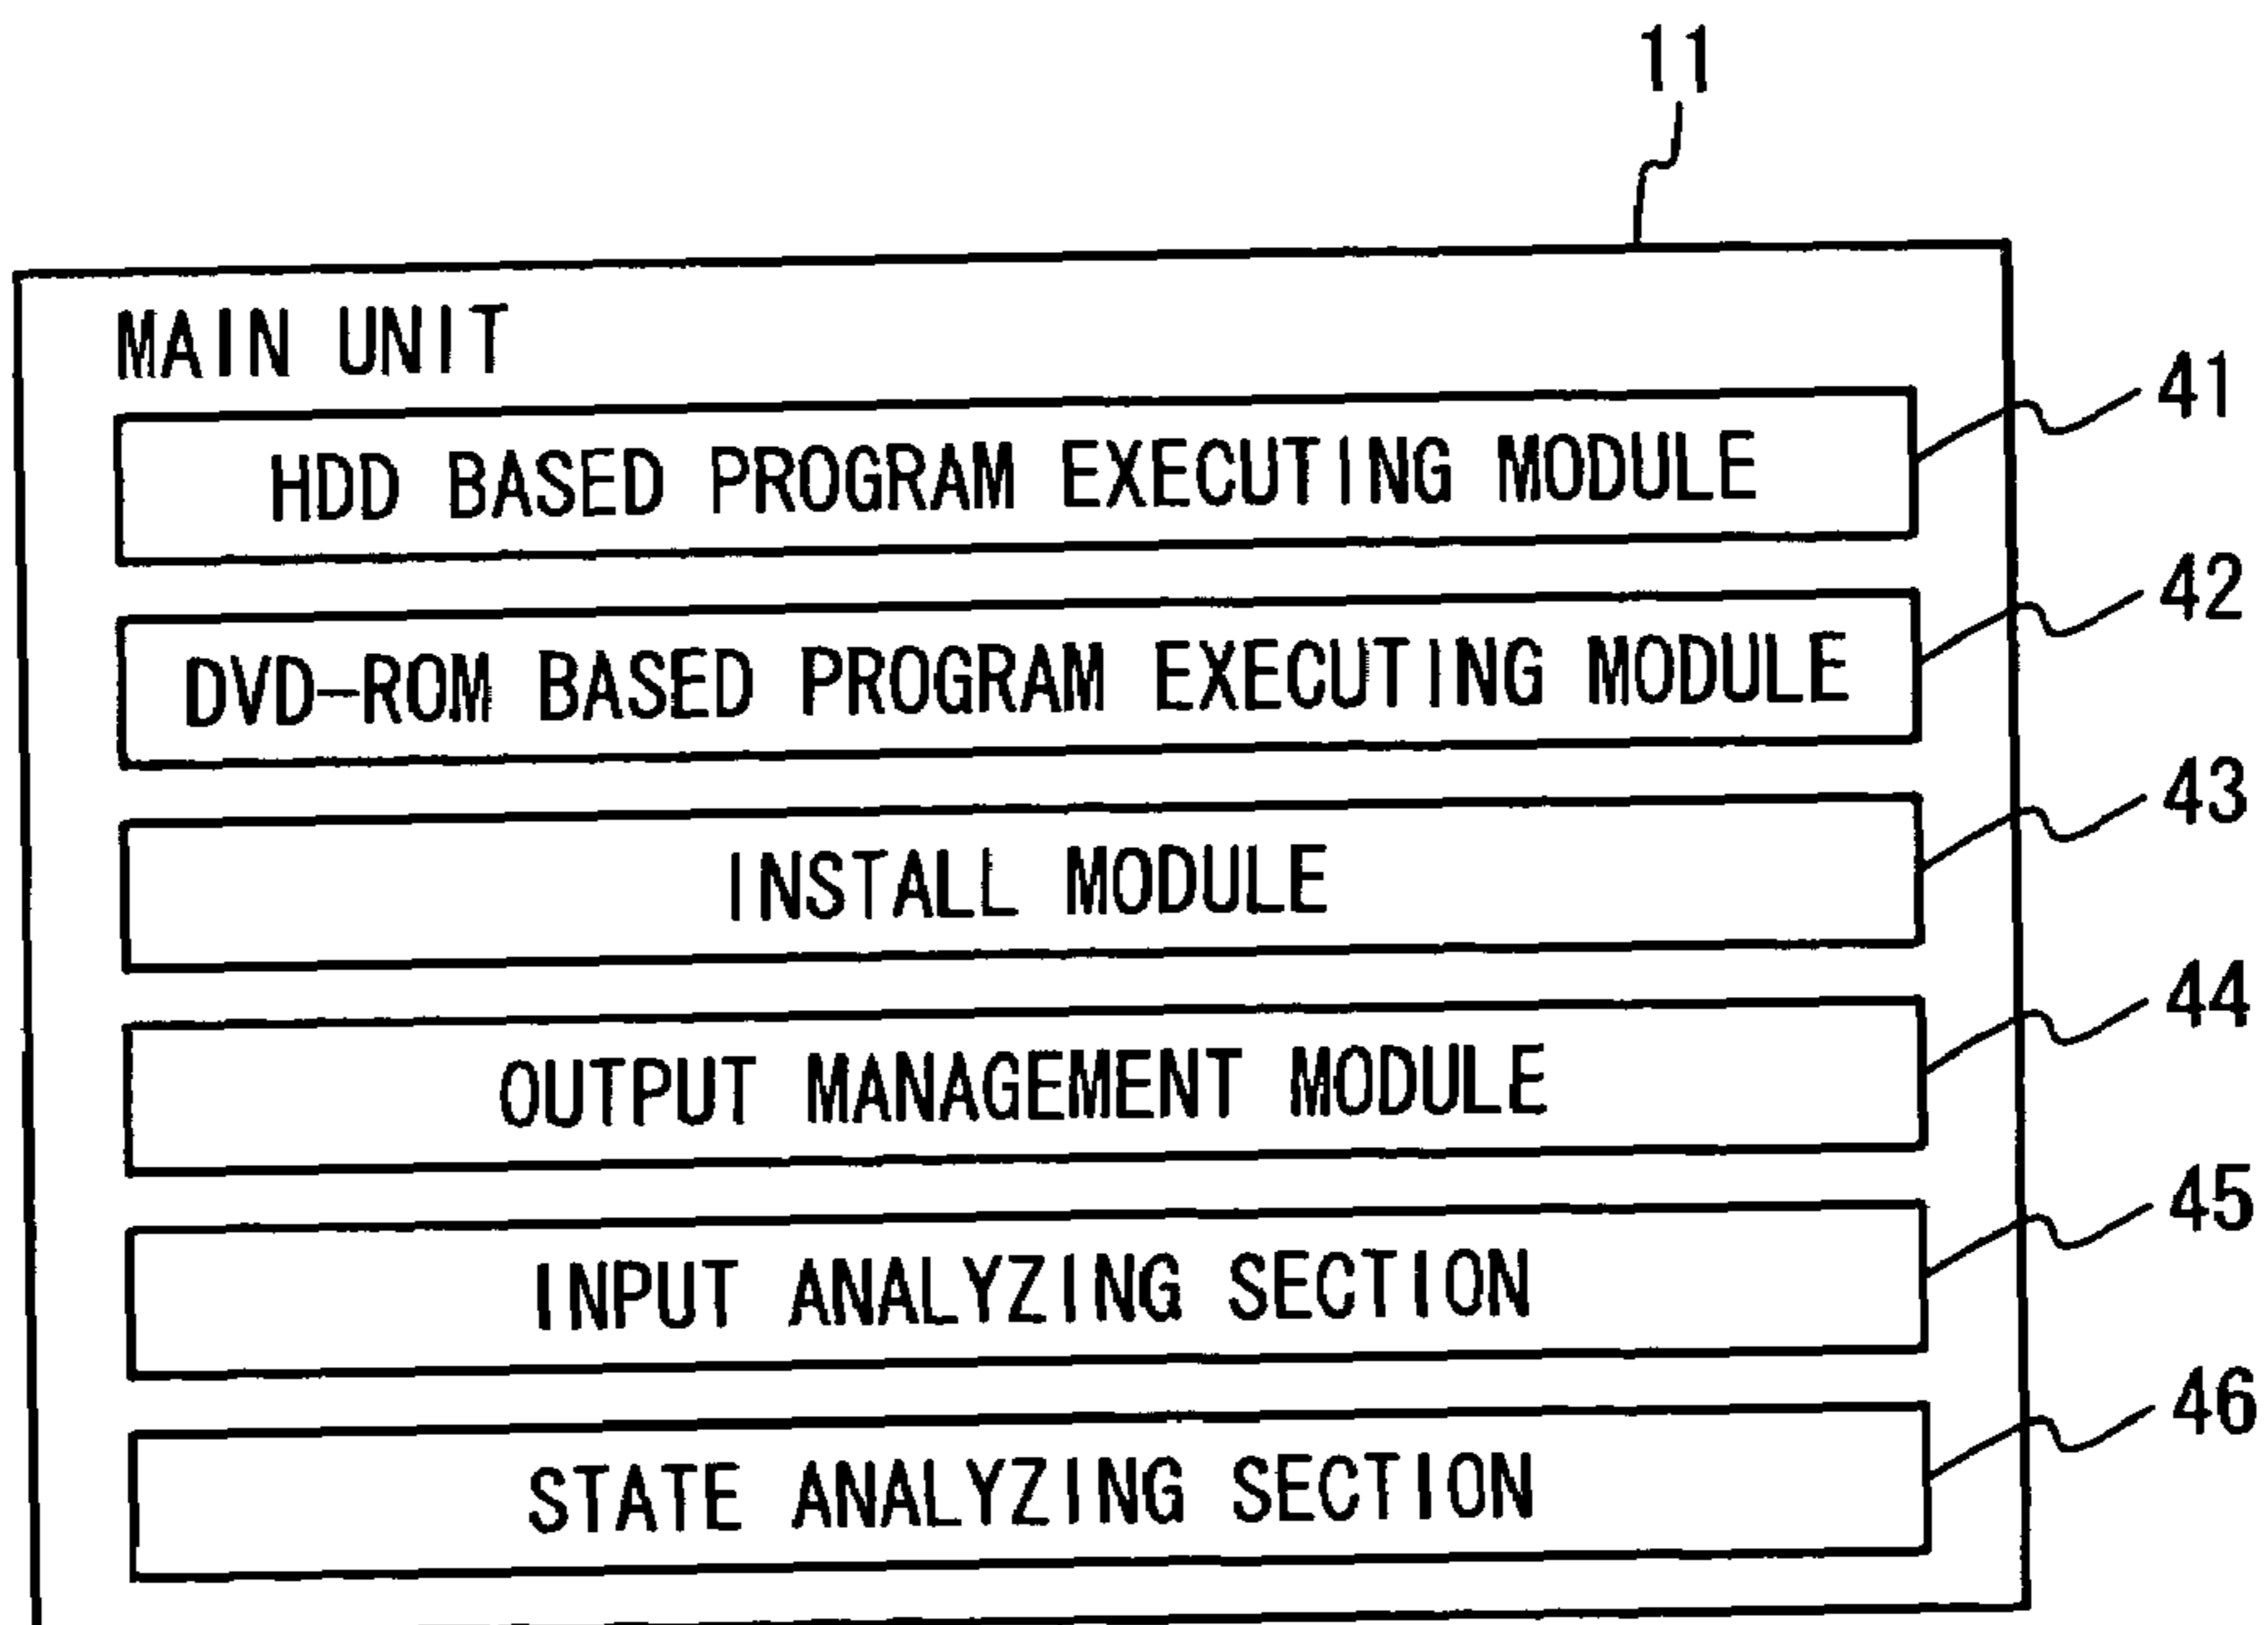 11
MAIN UNIT
HDD BASED PROGRAM EXECUTING MODULE
41
DVD-ROM BASED PROGRAM EXECUTING MODULE
42
INSTALL MODULE
43
OUTPUT MANAGEMENT MODULE
44
INPUT ANALYZING SECTION
45
STATE ANALYZING SECTION
46